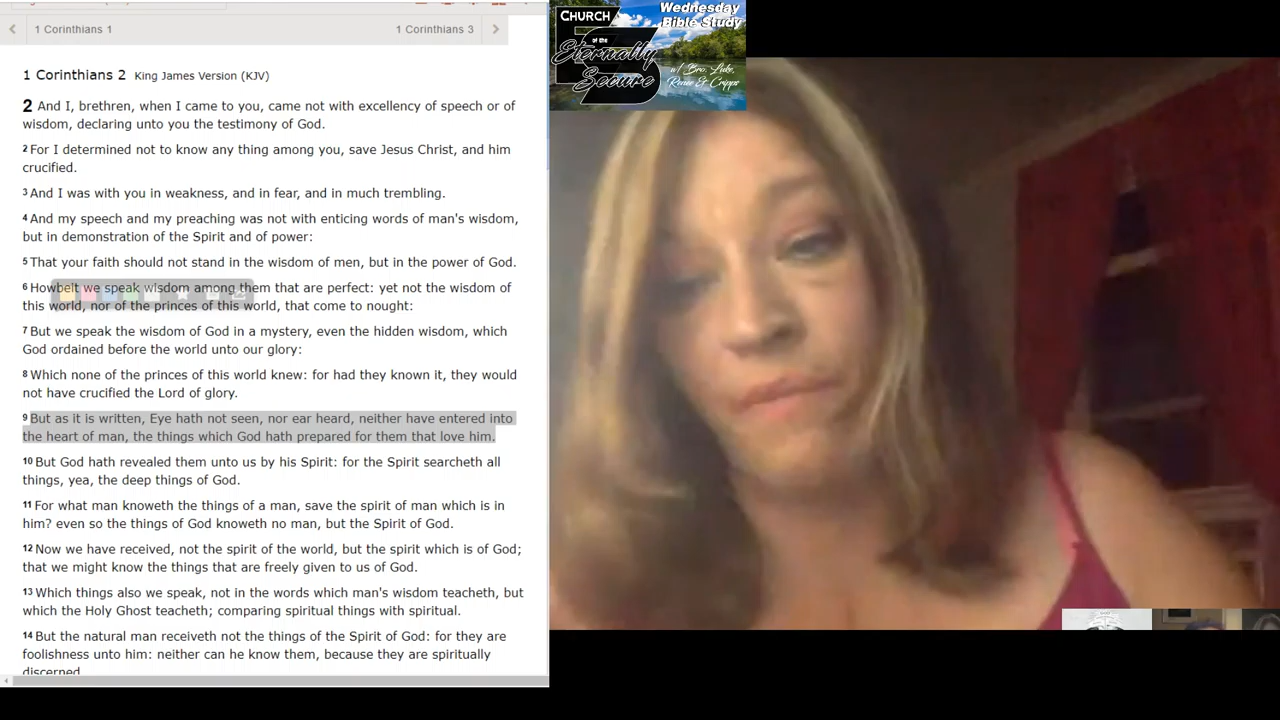 1 Corinthians 1
1 Corinthians 3
1 Corinthians 2 King James Version (KJV)
2 And I, brethren, when I came to you, came not with excellency of speech or of
wisdom, declaring unto you the testimony of God.
2 For I determined not to know any thing among you, save Jesus Christ, and him
crucified.
3 And I was with you in weakness, and in fear, and in much trembling.
4 And my speech and my preaching was not with enticing words of man's wisdom,
but in demonstration of the Spirit and of power:
5 That your faith should not stand in the wisdom of men, but in the power of God.
6 Howbeit we speak wisdom among them that are perfect: yet not the wisdom of
this world, nor of the princes of this world, that come to nought:
7 But we speak the wisdom of God in a mystery, even the hidden wisdom, which
God ordained before the world unto our glory:
8 Which none of the princes of this world knew: for had they known it, they would
not have crucified the Lord of glory.
9 But as it is written, Eye hath not seen, nor ear heard, neither have entered into
the heart of man, the things which God hath prepared for them that love him.
10 But God hath revealed them unto us by his Spirit: for the Spirit searcheth all
things, yea, the deep things of God.
11 For what man knoweth the things of a man, save the spirit of man which is in
him? even so the things of God knoweth no man, but the Spirit of God.
12 Now we have received, not the spirit of the world, but the spirit which is of God;
that we might know the things that are freely given to us of God.
13 Which things also we speak, not in the words which man's wisdom teacheth, but
which the Holy Ghost teacheth; comparing spiritual things with spiritual.
14 But the natural man receiveth not the things of the Spirit of God: for they are
foolishness unto him: neither can he know them, because they are spiritually
discerned
CHURCH
of the
Eternally
Secure
Wednesday
Bible Study
w/ Bro. Luke,
Renee & Cripps